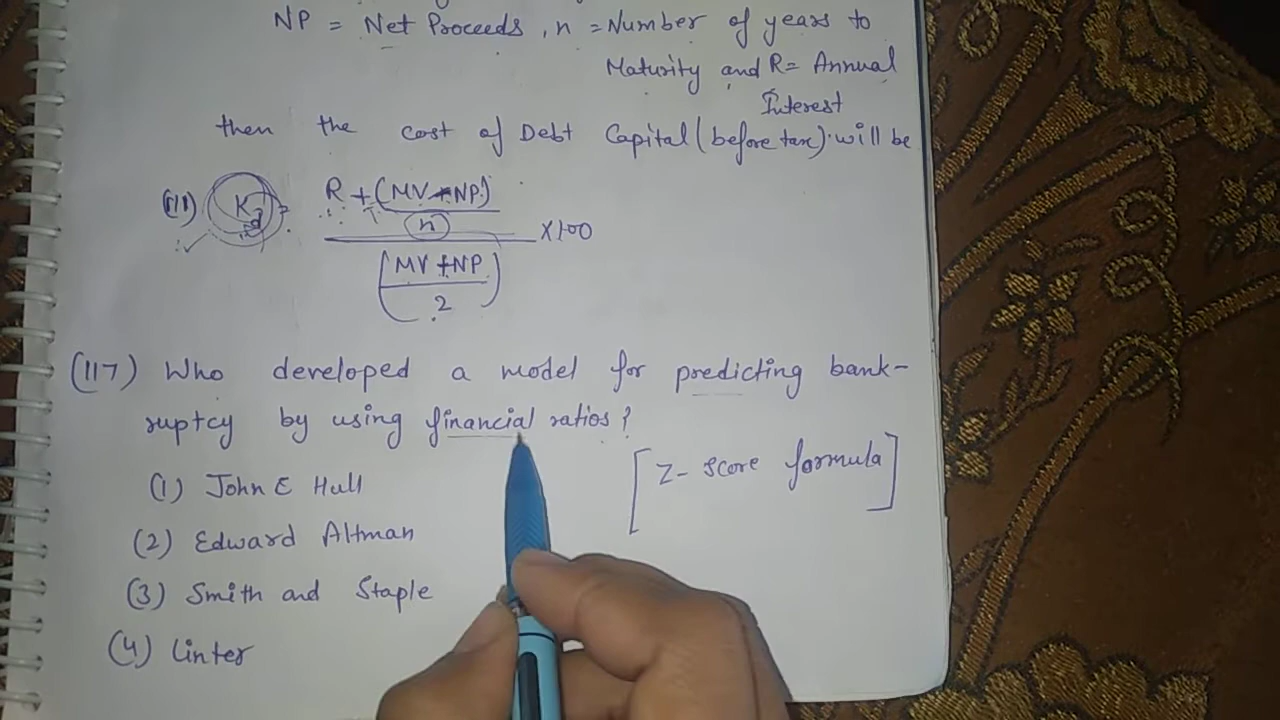 NP = Net Proceeds, n = Number of years to
Maturity and R = Annual
Interest
then the cost of Debt Capital (before tax) will be
Kd = R + (MV - NP)
n
x100
(MV + NP)
2
(117) Who developed a model for predicting bank-
ruptcy by using financial ratios?
[Z- Score formula]
(1) John E Hull
(2) Edward Altman
(3) Smith and Staple
(4) Linter